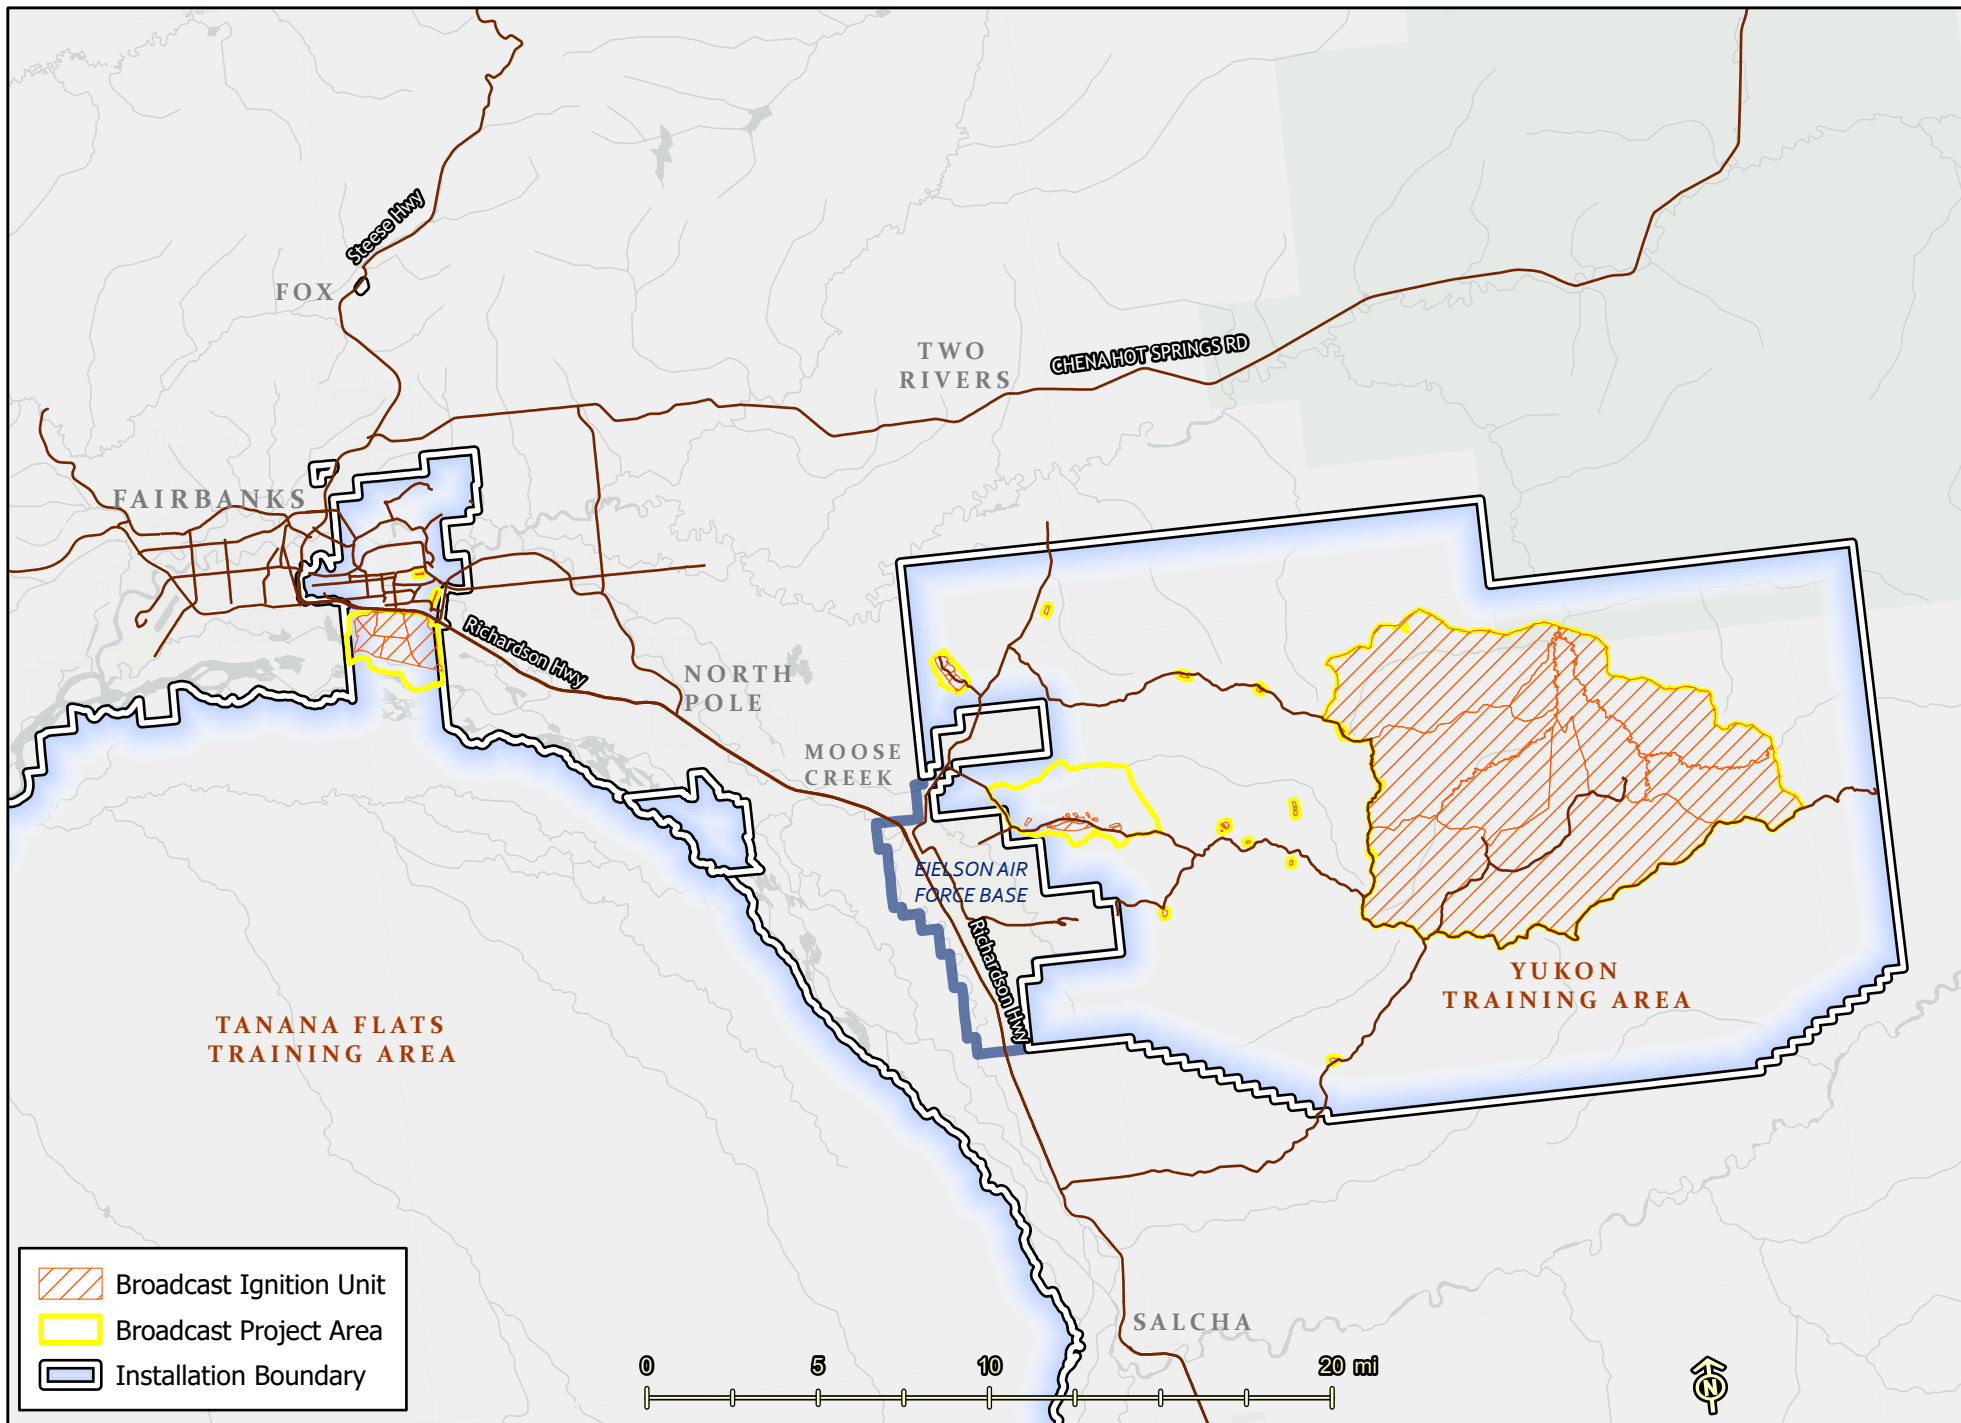 Steese Hwy
FOX
TWO
RIVERS
CHENA HOT SPRINGS RD
FAIRBANKS
Richardson Hwy
NORTH
POLE
MOOSE
CREEK
EIELSON AIR
FORCE BASE
Richardson Hwy
YUKON
TRAINING AREA
TANANA FLATS
TRAINING AREA
SALCHA
Broadcast Ignition Unit
Broadcast Project Area
Installation Boundary
0 5 10 20 mi
N